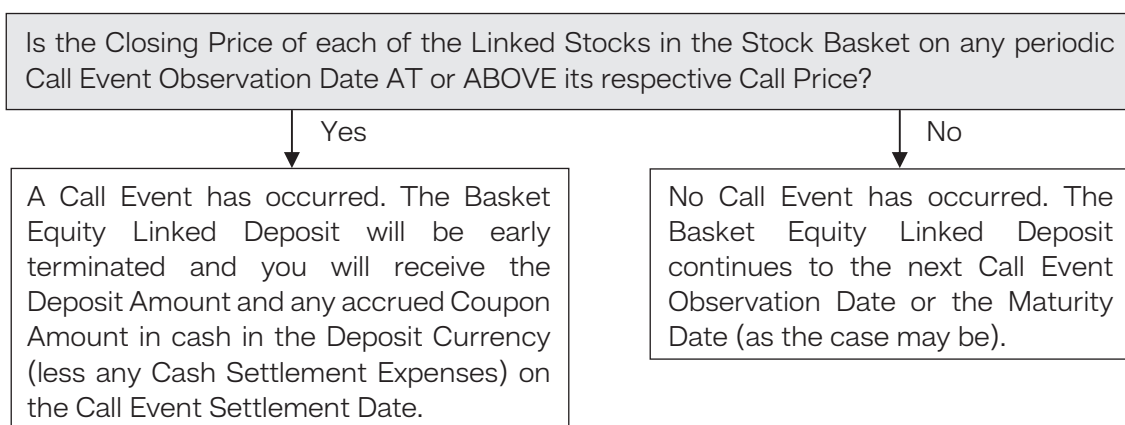 Is the Closing Price of each of the Linked Stocks in the Stock Basket on any periodic
Call Event Observation Date AT or ABOVE its respective Call Price?
Yes
No
A Call Event has occurred. The Basket
Equity Linked Deposit will be early
terminated and you will receive the
Deposit Amount and any accrued Coupon
Amount in cash in the Deposit Currency
(less any Cash Settlement Expenses) on
the Call Event Settlement Date.
No Call Event has occurred. The
Basket Equity Linked Deposit
continues to the next Call Event
Observation Date or the Maturity
Date (as the case may be).